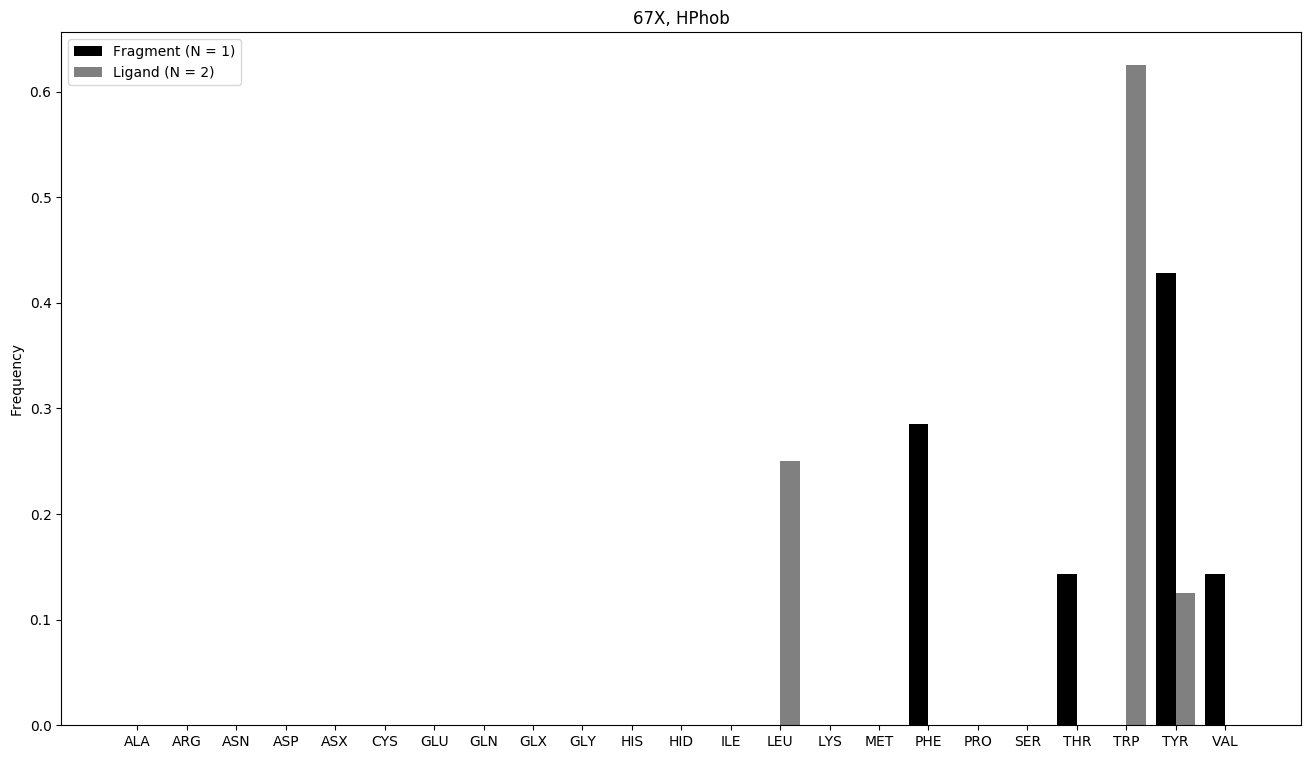 67X, HPhob
Fragment (N = 1)
Ligand (N = 2)
Frequency
0.6
0.5
0.4
0.3
0.2
0.1
0.0
ALA ARG ASN ASP ASX CYS GLU GLN GLX GLY HIS HID ILE LEU LYS MET PHE PRO SER THR TRP TYR VAL